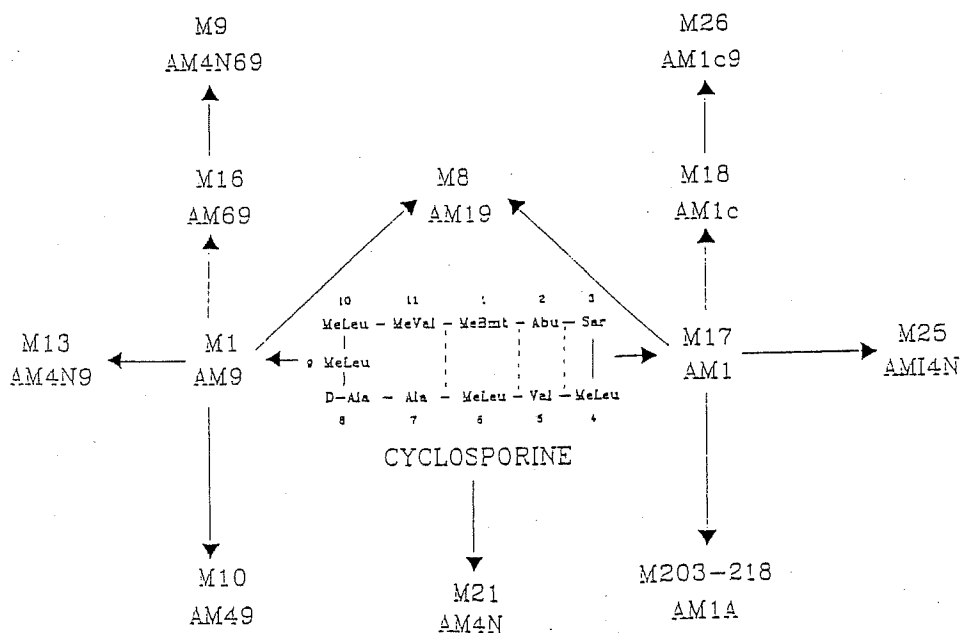 M9
AM4N69
M26
AM1c9
M16
AM69
M8
AM19
M18
AM1c
10 11 1 2 3
MeLeu – MeVal – MeBmt – Abu – Sar
M13
AM4N9
M1
AM9
9 MeLeu
M17
AM1
M25
AMI4N
D–Ala – Ala – MeLeu – Val – MeLeu
8 7 6 5 4
CYCLOSPORINE
M10
AM49
M21
AM4N
M203–218
AM1A